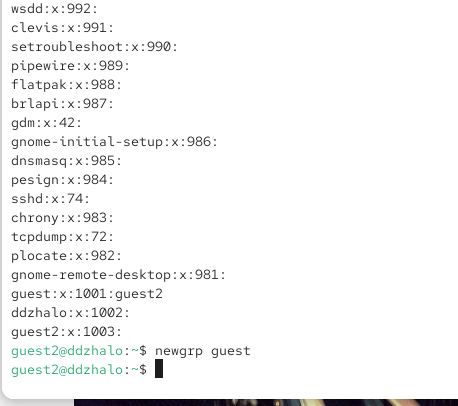 wsdd:x:992:
clevis:x:991:
setroubleshoot:x:990:
pipewire:x:989:
flatpak:x:988:
brlapi:x:987:
gdm:x:42:
gnome-initial-setup:x:986:
dnsmasq:x:985:
pesign:x:984:
sshd:x:74:
chrony:x:983:
tcpdump:x:72:
plocate:x:982:
gnome-remote-desktop:x:981:
guest:x:1001:guest2
ddzhalo:x:1002:
guest2:x:1003:
guest2@ddzhalo:~$ newgrp guest
guest2@ddzhalo:~$